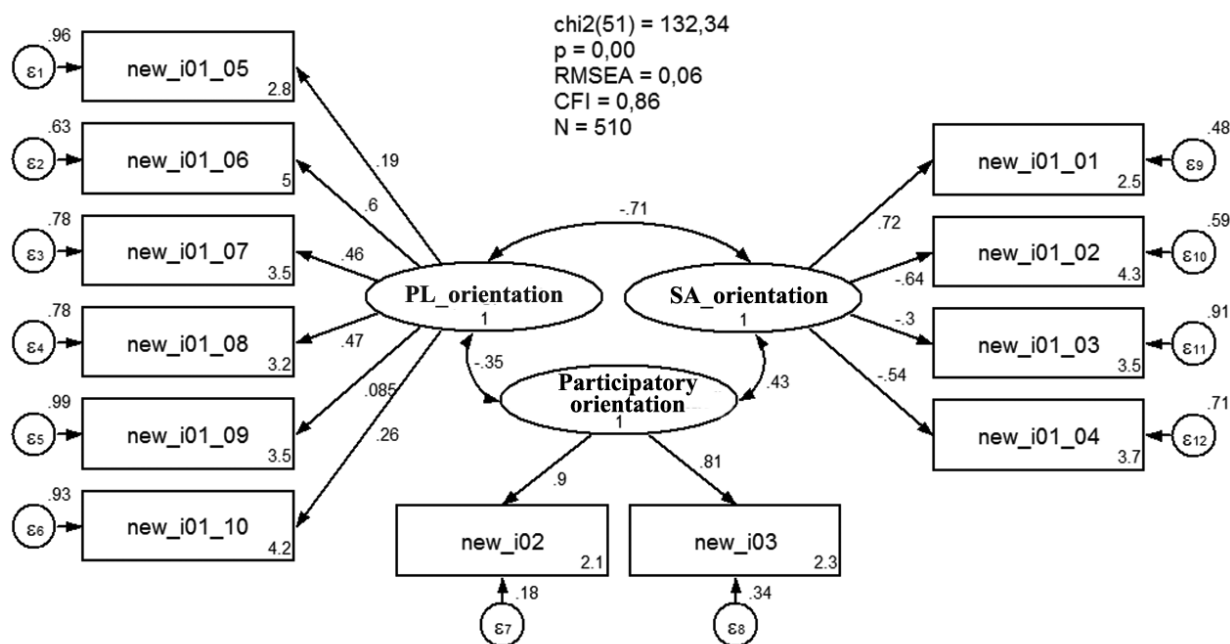 chi2(51) = 132,34
p = 0,00
RMSEA = 0,06
CFI = 0,86
N = 510
.96
ε1
new_i01_05
2.8
.63
ε2
new_i01_06
5
.78
ε3
new_i01_07
3.5
.78
ε4
new_i01_08
3.2
.99
ε5
new_i01_09
3.5
.93
ε6
new_i01_10
4.2
.19
.6
.46
.47
.085
.26
PL_orientation
1
-.71
SA_orientation
1
-.35
.43
Participatory
orientation
1
.9
.81
new_i02
2.1
new_i03
2.3
.18
ε7
.34
ε8
.72
-.64
-.3
-.54
new_i01_01
2.5
.48
ε9
new_i01_02
4.3
.59
ε10
new_i01_03
3.5
.91
ε11
new_i01_04
3.7
.71
ε12